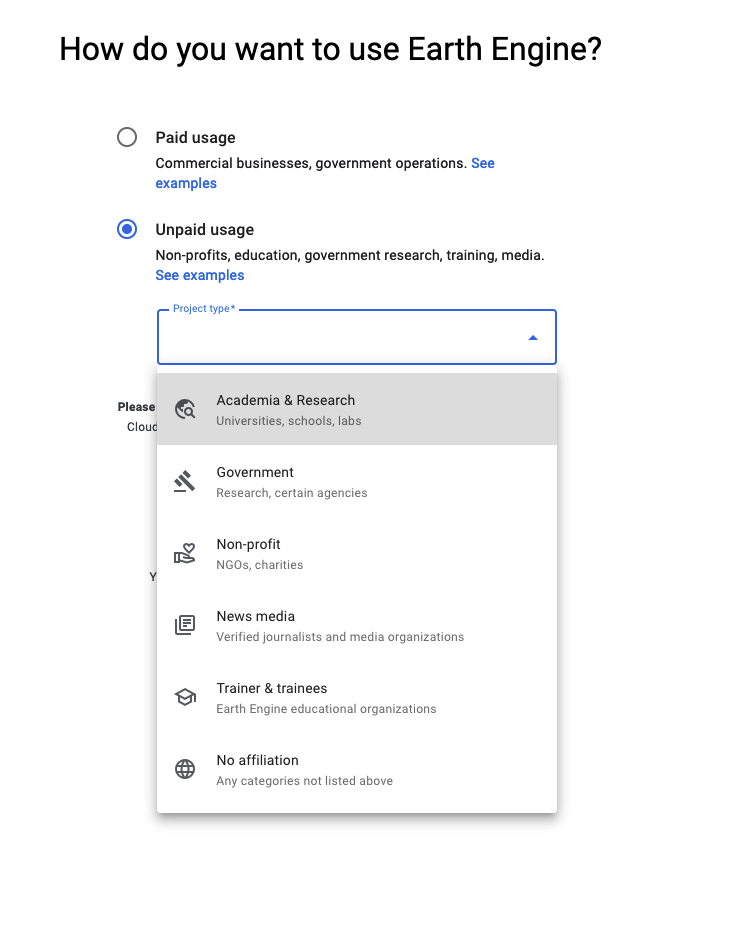 How do you want to use Earth Engine?
Paid usage
Commercial businesses, government operations. See
examples
Unpaid usage
Non-profits, education, government research, training, media.
See examples
Project type*
Please
Cloud
Academia & Research
Universities, schools, labs
Government
Research, certain agencies
Non-profit
NGOs, charities
Y
News media
Verified journalists and media organizations
Trainer & trainees
Earth Engine educational organizations
No affiliation
Any categories not listed above